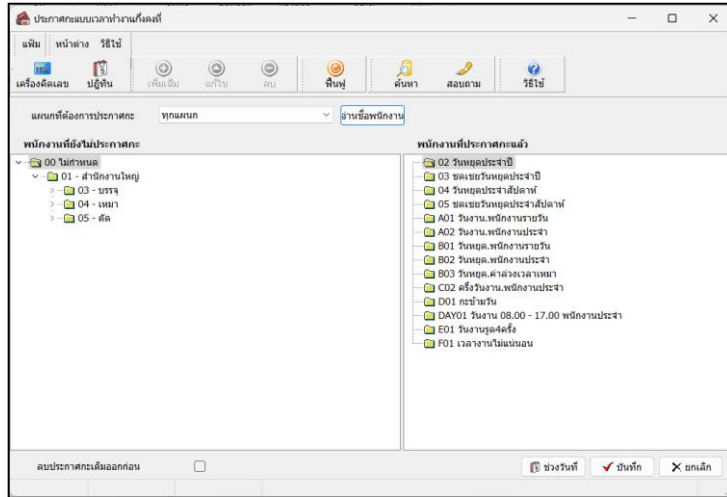 ประกาศกะแบบเวลาทำงานกึ่งคงที่
แฟ้ม หน้าต่าง วิธีใช้
เครื่องคิดเลข ปฏิทิน เพิ่มเติม แก้ไข ลบ ฟื้นฟู ค้นหา สอบถาม วิธีใช้
แผนกที่ต้องการประกาศกะ ทุกแผนก อ่านชื่อพนักงาน
พนักงานที่ยังไม่ประกาศกะ พนักงานที่ประกาศกะแล้ว
00 ไม่กำหนด
01 - สำนักงานใหญ่
03 - บรรจุ
04 - เหมา
05 - ตัด
02 วันหยุดประจำปี
03 ชดเชยวันหยุดประจำปี
04 วันหยุดประจำสัปดาห์
05 ชดเชยวันหยุดประจำสัปดาห์
A01 วันงาน.พนักงานรายวัน
A02 วันงาน.พนักงานประจำ
B01 วันหยุด.พนักงานรายวัน
B02 วันหยุด.พนักงานประจำ
B03 วันหยุด.ค่าล่วงเวลาเหมา
C02 ครึ่งวันงาน.พนักงานประจำ
D01 กะข้ามวัน
DAY01 วันงาน 08.00 - 17.00 พนักงานประจำ
E01 วันงานรูด4ครั้ง
F01 เวลางานไม่แน่นอน
ลบประกาศกะเดิมออกก่อน ช่วงวันที่ บันทึก ยกเลิก